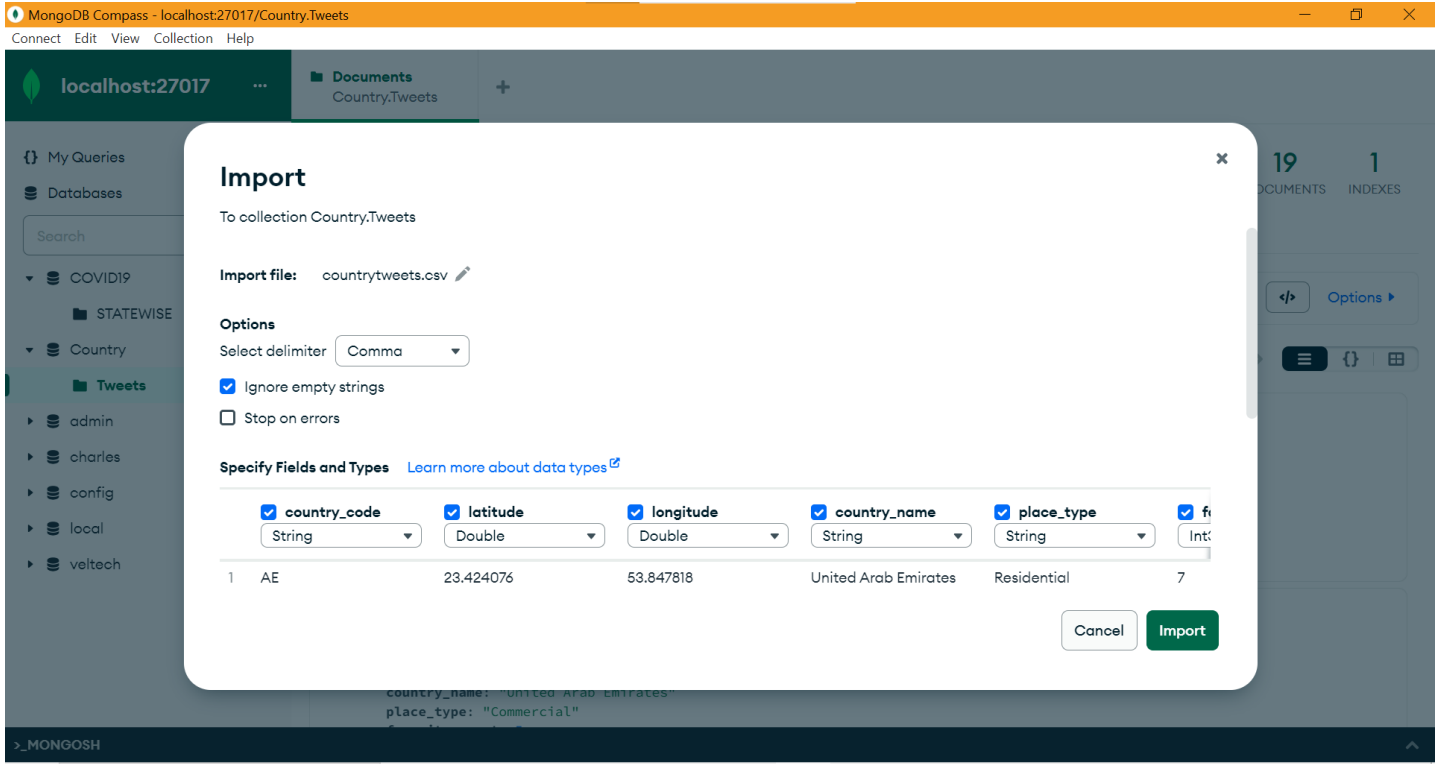 MongoDB Compass - localhost:27017/Country.Tweets
Connect Edit View Collection Help
localhost:27017 ...
Documents
Country.Tweets
{} My Queries
Databases
Search
COVID19
STATEWISE
Country
Tweets
admin
charles
config
local
veltech
19
1
OCUMENTS INDEXES
</> Options
{}
Import
To collection Country.Tweets
Import file: countrytweets.csv
Options
Select delimiter Comma
Ignore empty strings
Stop on errors
Specify Fields and Types Learn more about data types
country_code latitude longitude country_name place_type
String Double Double String String
1 AE 23.424076 53.847818 United Arab Emirates Residential 7
Cancel Import
country_name: "United Arab Emirates"
place_type: "Commercial"
>_MONGOSH